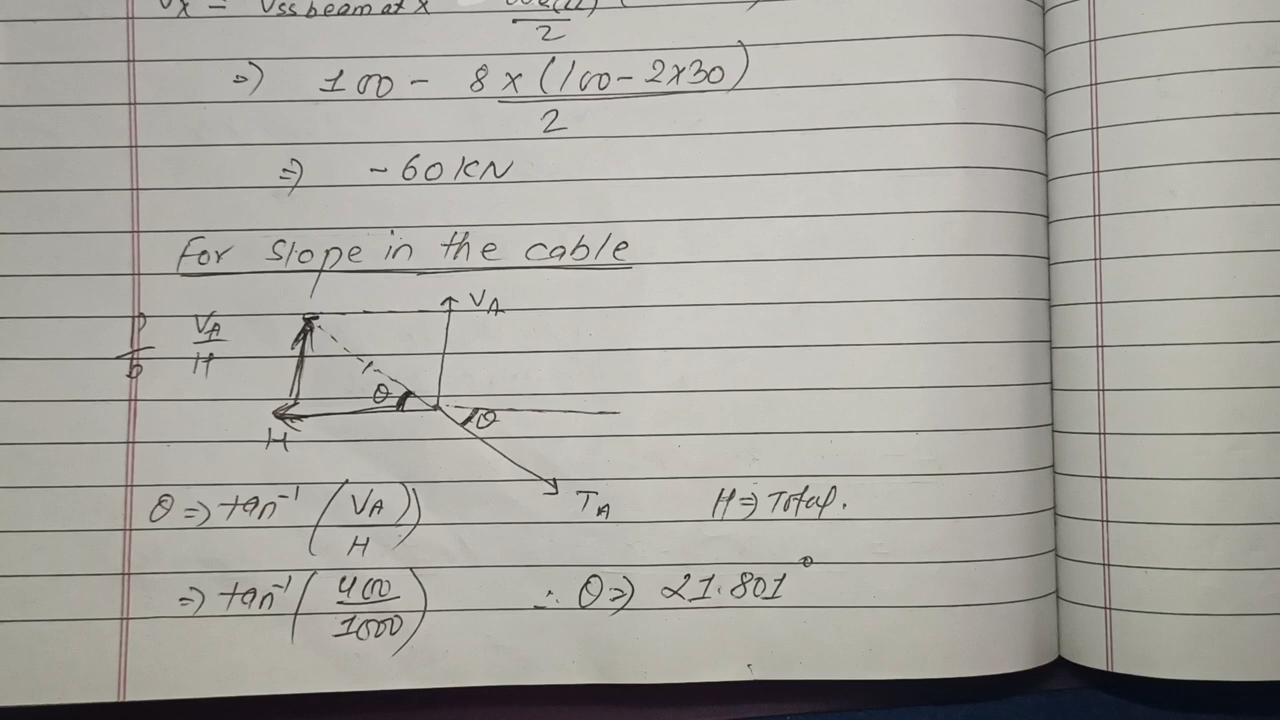 Vx = Vss beam at x
2
⇒) 100 - 8 x (100 - 2x30)
2
⇒) - 60 KN
For Slope in the cable
P
b
VA
H
VA
θ
θ
H
TA
H ⇒) Total.
θ ⇒) tan⁻¹ (VA
H)
⇒) tan⁻¹ (400
1000)
∴ θ ⇒) 21.801°